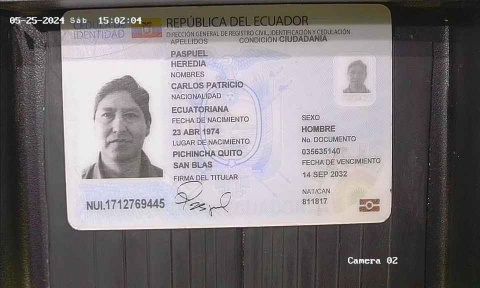 05-25-2024 Sáb 15:02:04
REPÚBLICA DEL ECUADOR
DIRECCIÓN GENERAL DE REGISTRO CIVIL, IDENTIFICACIÓN Y CEDULACIÓN
IDENTIDAD
APELLIDOS
CONDICIÓN CIUDADANÍA
PASPUEL
HEREDIA
NOMBRES
CARLOS PATRICIO
NACIONALIDAD
ECUATORIANA
FECHA DE NACIMIENTO
23 ABR 1974
LUGAR DE NACIMIENTO
PICHINCHA QUITO
SAN BLAS
FIRMA DEL TITULAR
SEXO
HOMBRE
No. DOCUMENTO
035635140
FECHA DE VENCIMIENTO
14 SEP 2032
NAT/CAN
811817
NUI.1712769445
Camera 02